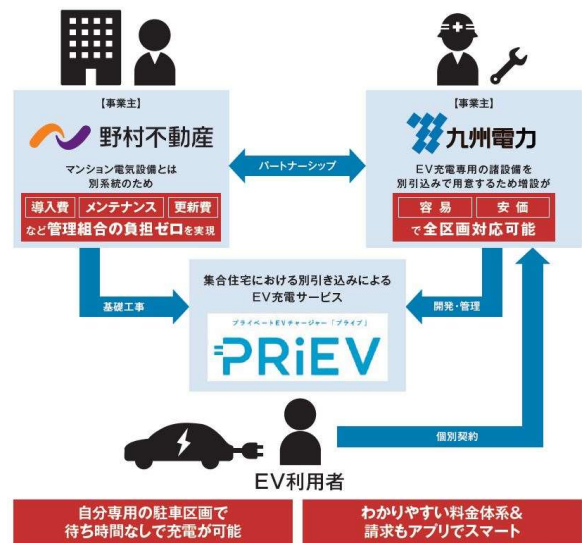 【事業主】
野村不動産
マンション電気設備とは
別系統のため
導入費 メンテナンス 更新費
など管理組合の負担ゼロを実現
パートナーシップ
【事業主】
九州電力
EV充電専用の諸設備を
別引込みで用意するため増設が
容易 安価
で全区画対応可能
基礎工事
集合住宅における別引き込みによる
EV充電サービス
プライベートEVチャージャー「プライブ」
PRiEV
開発・管理
個別契約
EV利用者
自分専用の駐車区画で
待ち時間なしで充電が可能
わかりやすい料金体系&
請求もアプリでスマート